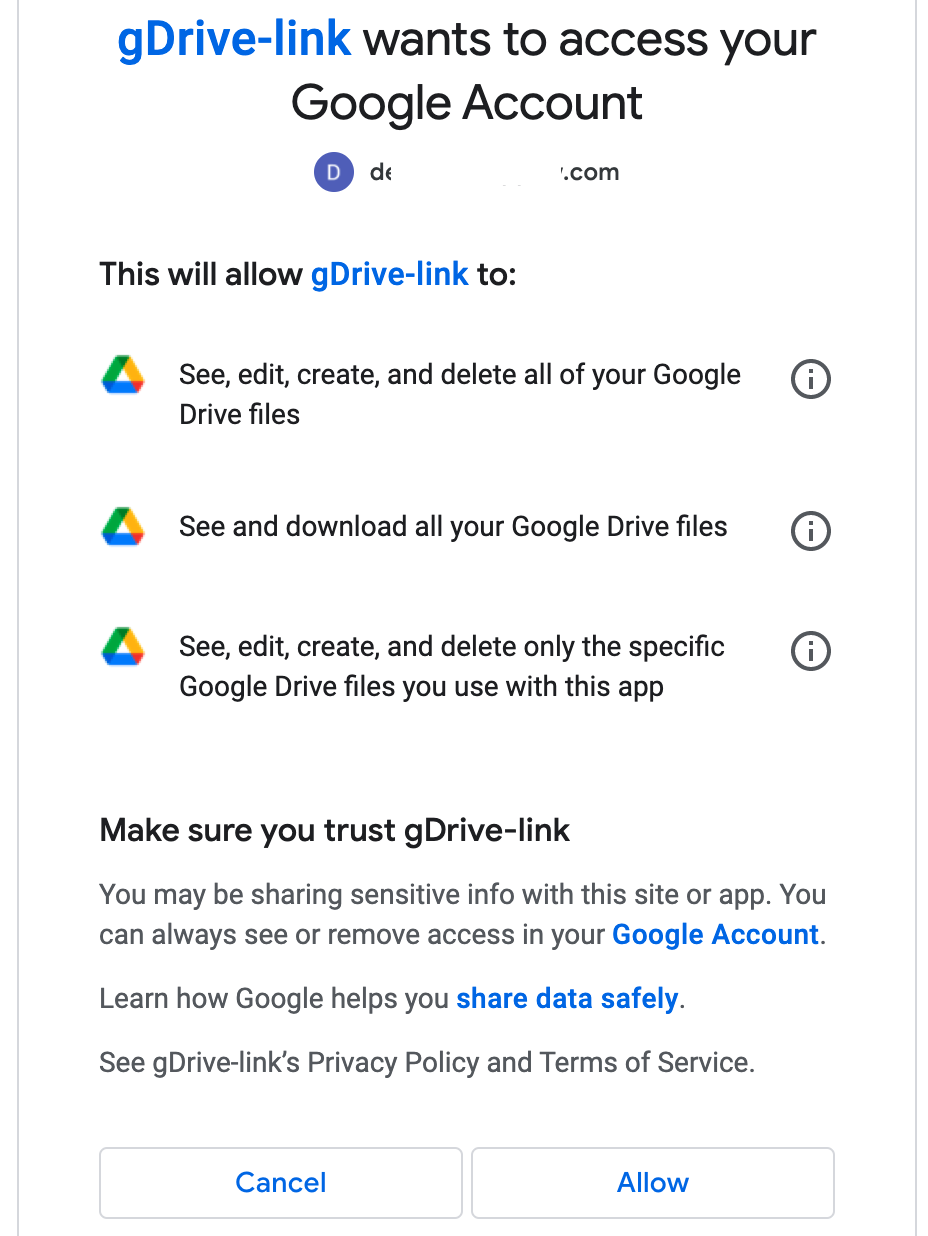 gDrive-link wants to access your
Google Account
D
.com
This will allow gDrive-link to:
See, edit, create, and delete all of your Google
Drive files
See and download all your Google Drive files
See, edit, create, and delete only the specific
Google Drive files you use with this app
Make sure you trust gDrive-link
You may be sharing sensitive info with this site or app. You
can always see or remove access in your Google Account.
Learn how Google helps you share data safely.
See gDrive-link’s Privacy Policy and Terms of Service.
Cancel Allow